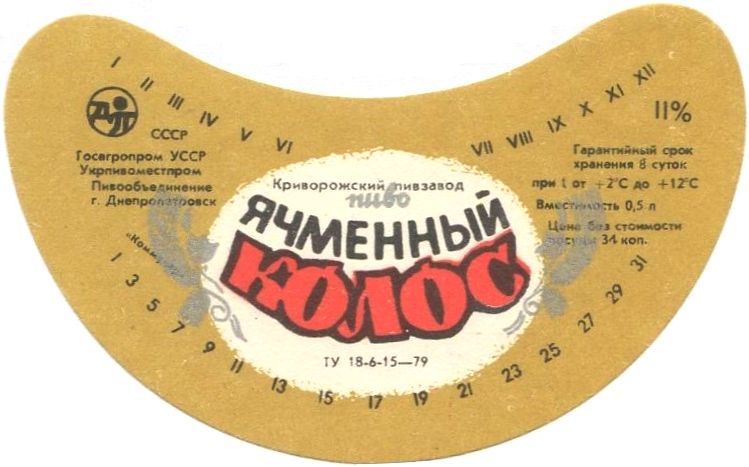 I II III IV V VI VII VIII IX X XI XII
ДП
СССР
Госагропром УССР
Укрпивоместпром
Пивообъединение
г. Днепропетровск
11%
Гарантийный срок
хранения 8 суток
при t от +2°С до +12°С
Вместимость 0,5 л
Цена без стоимости
посуды 34 коп.
Криворожский пивзавод
пиво
ЯЧМЕННЫЙ
КОЛОС
ТУ 18-6-15—79
1 3 5 7 9 11 13 15 17 19 21 23 25 27 29 31